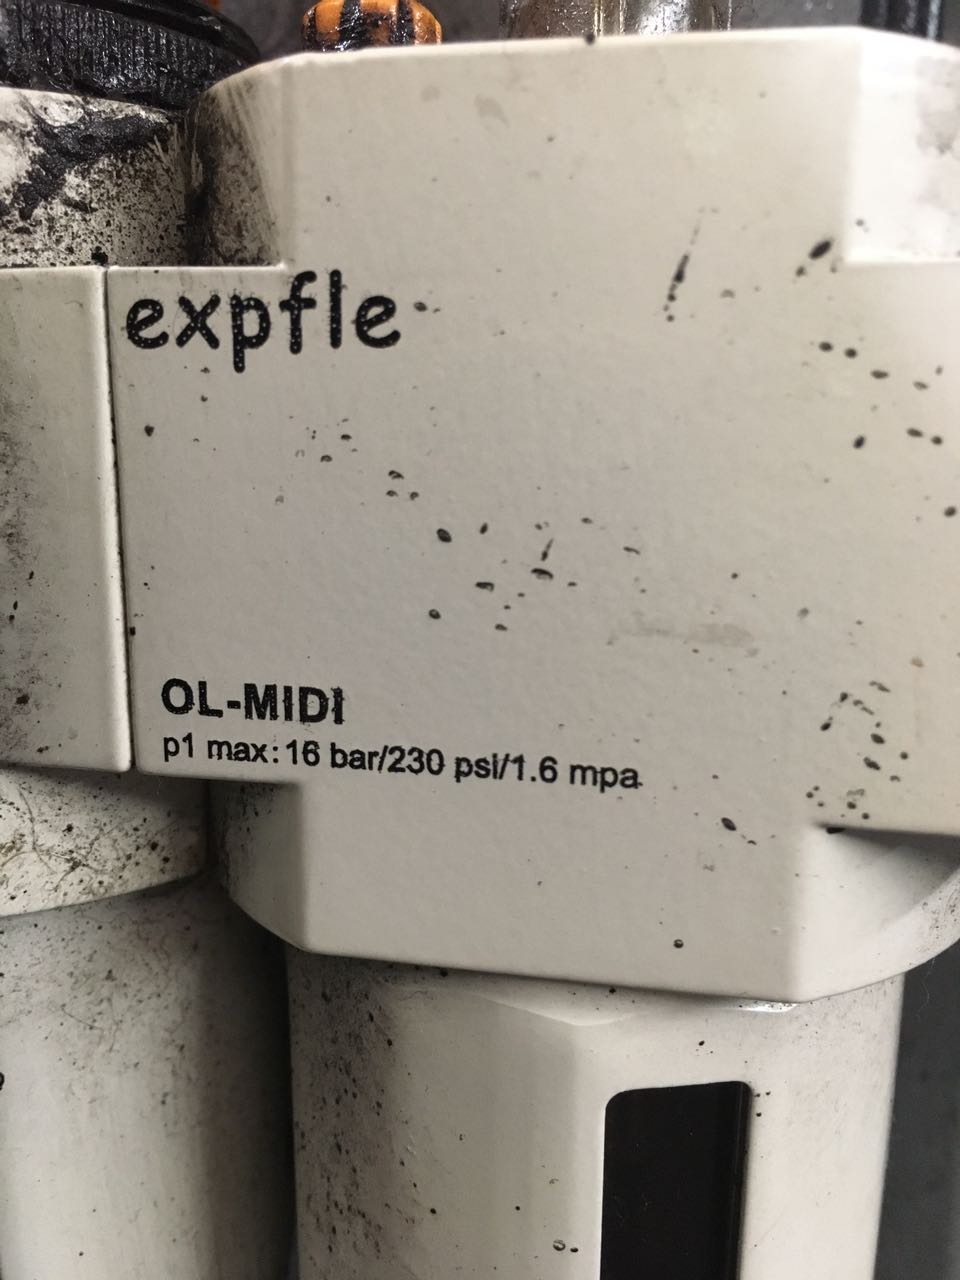 expfle
OL-MIDI
p1 max: 16 bar/230 psi/1.6 mpa